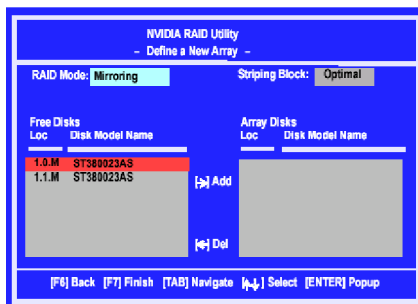 NVIDIA RAID Utility
- Define a New Array -
RAID Mode: Mirroring Striping Block: Optimal
Free Disks Array Disks
Loc Disk Model Name Loc Disk Model Name
1.0.M ST380023AS
1.1.M ST380023AS
[→] Add
[←] Del
[F6] Back [F7] Finish [TAB] Navigate [↑↓] Select [ENTER] Popup